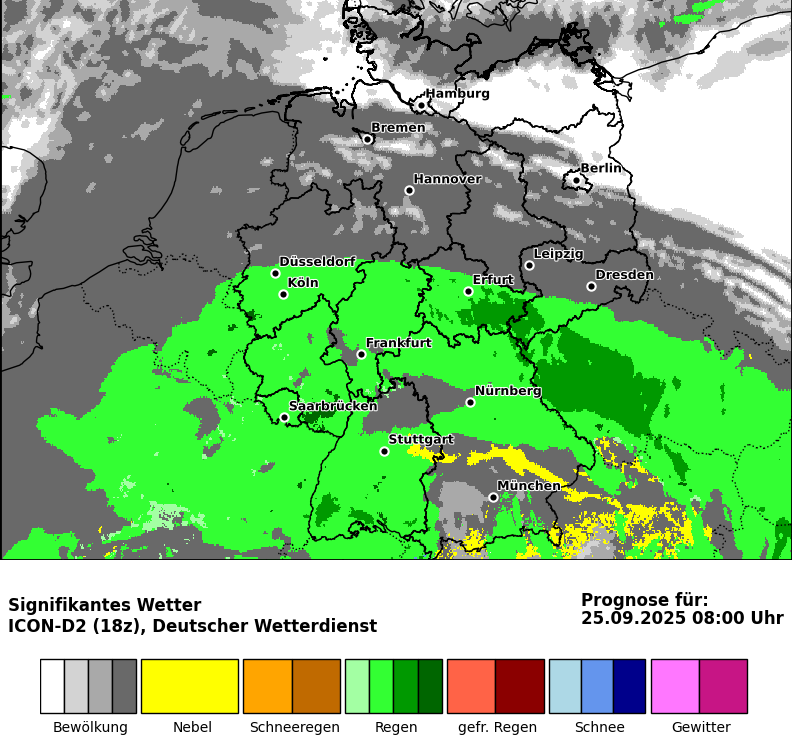 Hamburg
Bremen
Berlin
Hannover
Leipzig
Düsseldorf
Dresden
Erfurt
Köln
Frankfurt
Nürnberg
Saarbrücken
Stuttgart
München
Signifikantes Wetter
ICON-D2 (18z), Deutscher Wetterdienst
Prognose für:
25.09.2025 08:00 Uhr
Bewölkung Nebel Schneeregen Regen gefr. Regen Schnee Gewitter